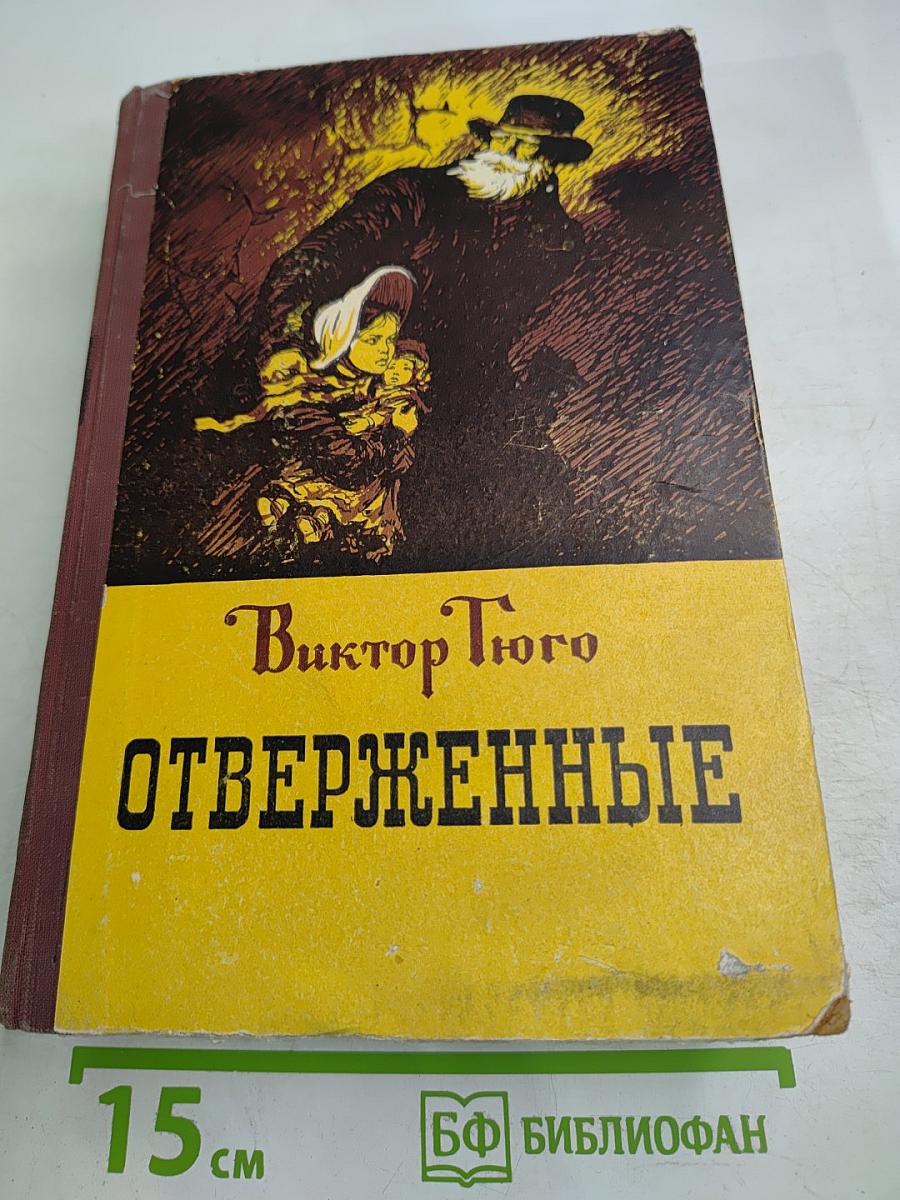 Виктор Гюго
ОТВЕРЖЕННЫЕ
15 см
БФ БИБЛИОФАН